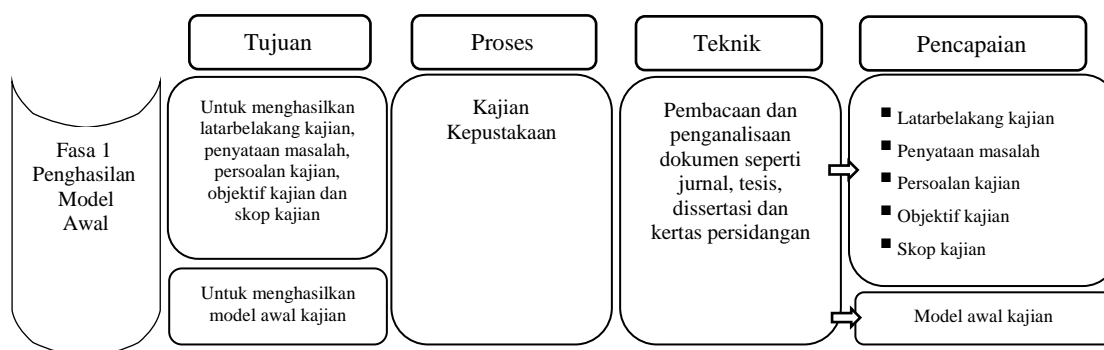 Tujuan
Proses
Teknik
Pencapaian
Fasa 1
Penghasilan
Model
Awal
Untuk menghasilkan
latarbelakang kajian,
penyataan masalah,
persoalan kajian,
objektif kajian dan
skop kajian
Untuk menghasilkan
model awal kajian
Kajian
Kepustakaan
Pembacaan dan
penganalisaan
dokumen seperti
jurnal, tesis,
dissertasi dan
kertas persidangan
Latarbelakang kajian
Penyataan masalah
Persoalan kajian
Objektif kajian
Skop kajian
Model awal kajian